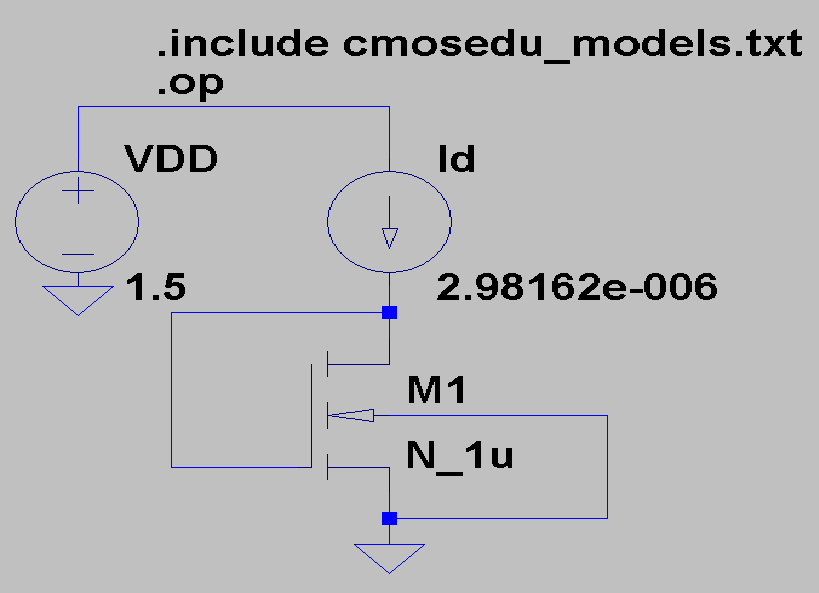 .include cmosedu_models.txt
.op
VDD
Id
1.5
2.98162e-006
M1
N_1u